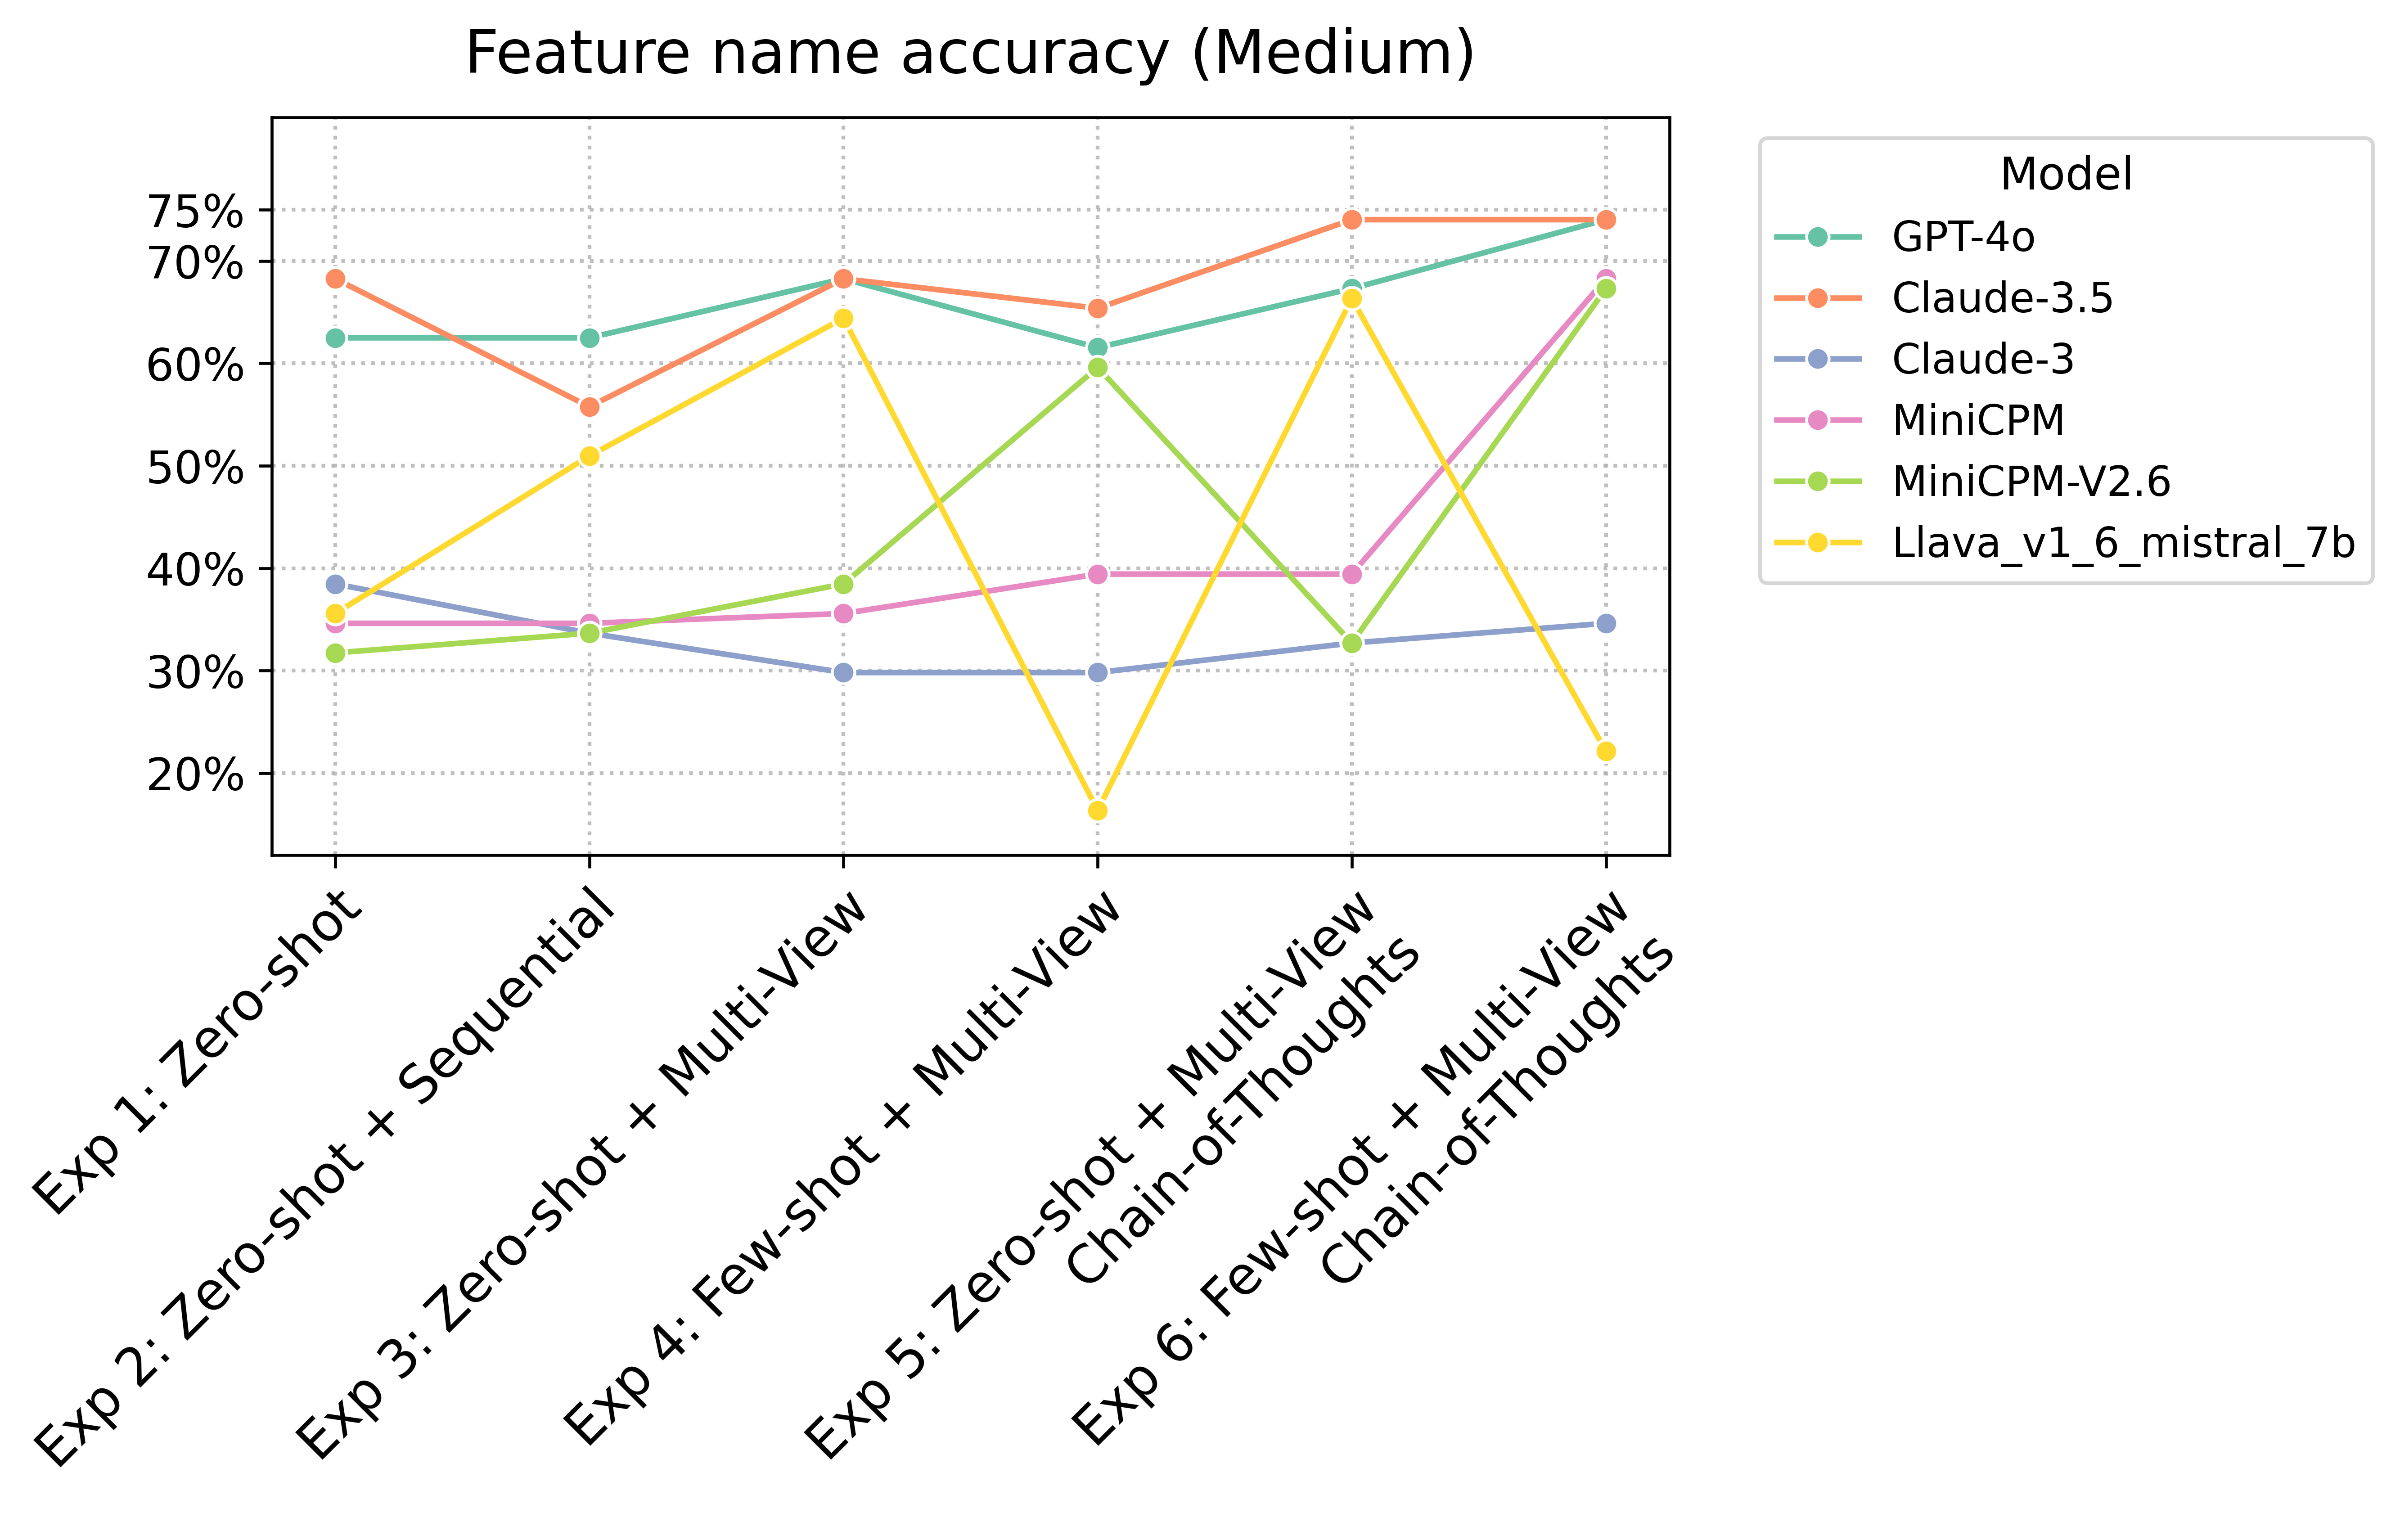 Feature name accuracy (Medium)
75%
70%
60%
50%
40%
30%
20%
Exp 1: Zero-shot
Exp 2: Zero-shot + Sequential
Exp 3: Zero-shot + Multi-View
Exp 4: Few-shot + Multi-View
Exp 5: Zero-shot + Multi-View
Chain-of-Thoughts
Exp 6: Few-shot + Multi-View
Chain-of-Thoughts
Model
GPT-4o
Claude-3.5
Claude-3
MiniCPM
MiniCPM-V2.6
Llava_v1_6_mistral_7b